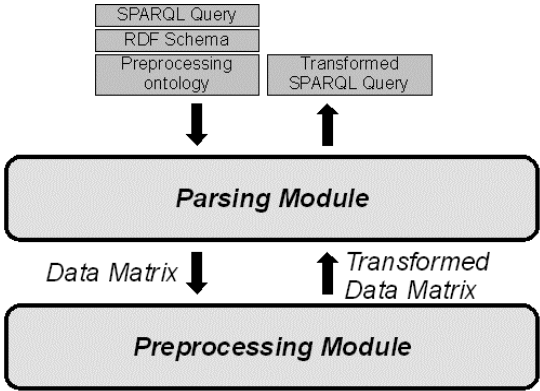 SPARQL Query
RDF Schema
Preprocessing
ontology
Transformed
SPARQL Query
Parsing Module
Data Matrix
Transformed
Data Matrix
Preprocessing Module